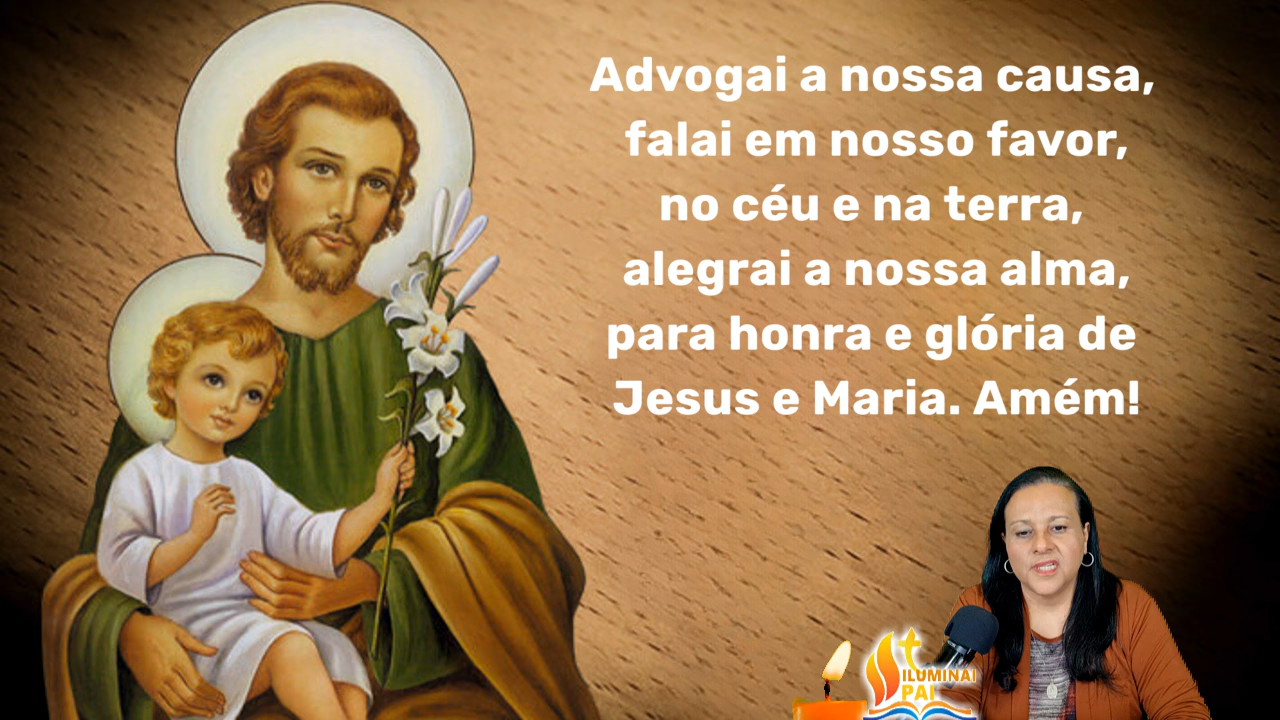 Advogai a nossa causa,
falai em nosso favor,
no céu e na terra,
alegrai a nossa alma,
para honra e glória de
Jesus e Maria. Amém!
ILUMINAI
PAI